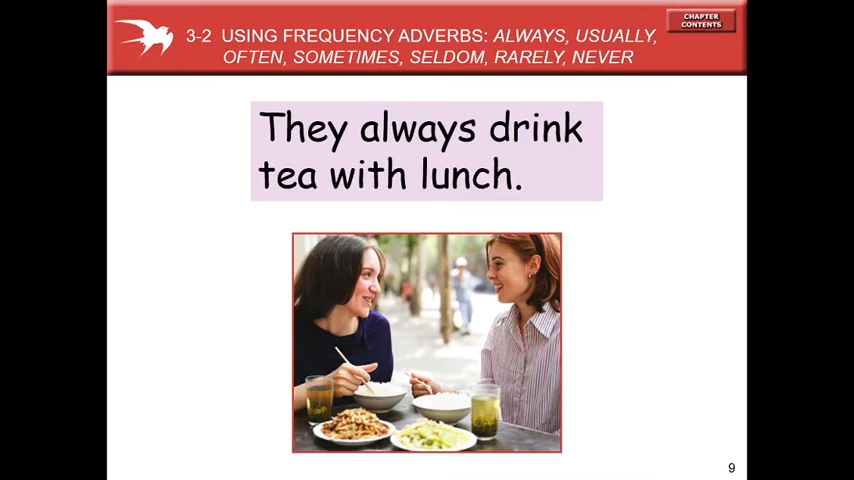 3-2 USING FREQUENCY ADVERBS: ALWAYS, USUALLY,
OFTEN, SOMETIMES, SELDOM, RARELY, NEVER
CHAPTER
CONTENTS
They always drink
tea with lunch.
9